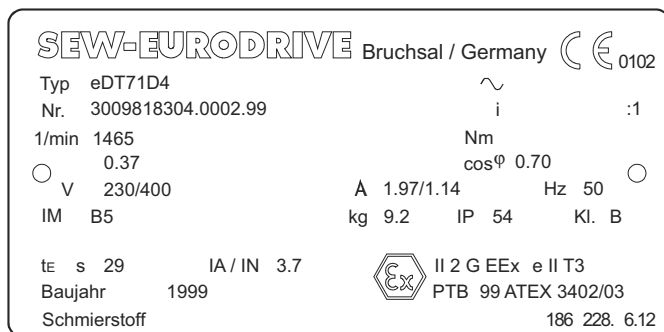 SEW-EURODRIVE Bruchsal / Germany CE 0102
Typ eDT71D4
Nr. 3009818304.0002.99 i :1
1/min 1465 Nm
0.37 cosφ 0.70
V 230/400 A 1.97/1.14 Hz 50
IM B5 kg 9.2 IP 54 Kl. B
tE s 29 IA / IN 3.7 Ex II 2 G EEx e II T3
Baujahr 1999 PTB 99 ATEX 3402/03
Schmierstoff 186 228. 6.12